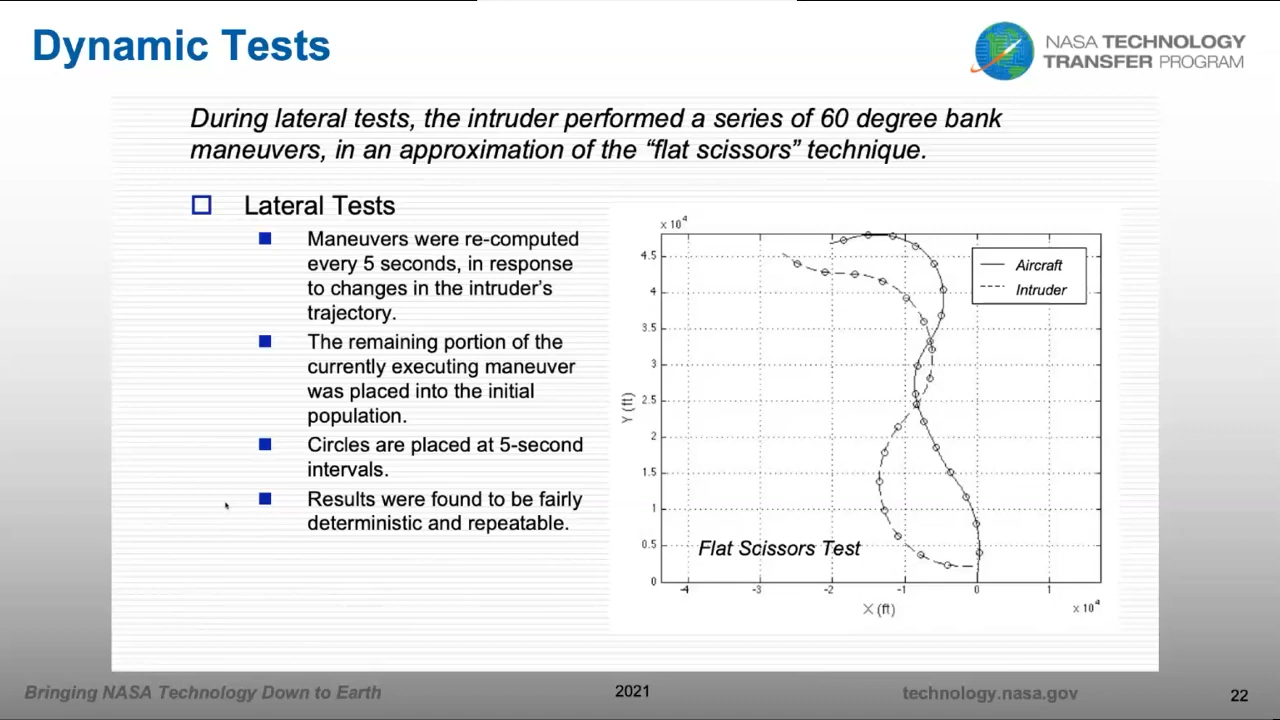 Dynamic Tests
NASA TECHNOLOGY
TRANSFER PROGRAM
During lateral tests, the intruder performed a series of 60 degree bank
maneuvers, in an approximation of the “flat scissors” technique.
Lateral Tests
Maneuvers were re-computed
every 5 seconds, in response
to changes in the intruder’s
trajectory.
The remaining portion of the
currently executing maneuver
was placed into the initial
population.
Circles are placed at 5-second
intervals.
Results were found to be fairly
deterministic and repeatable.
x 10^4
4.5
4
3.5
3
2.5
2
1.5
1
0.5
0
Y (ft)
Aircraft
Intruder
Flat Scissors Test
-4 -3 -2 -1 0 1
X (ft)
x 10^4
Bringing NASA Technology Down to Earth
2021
technology.nasa.gov
22